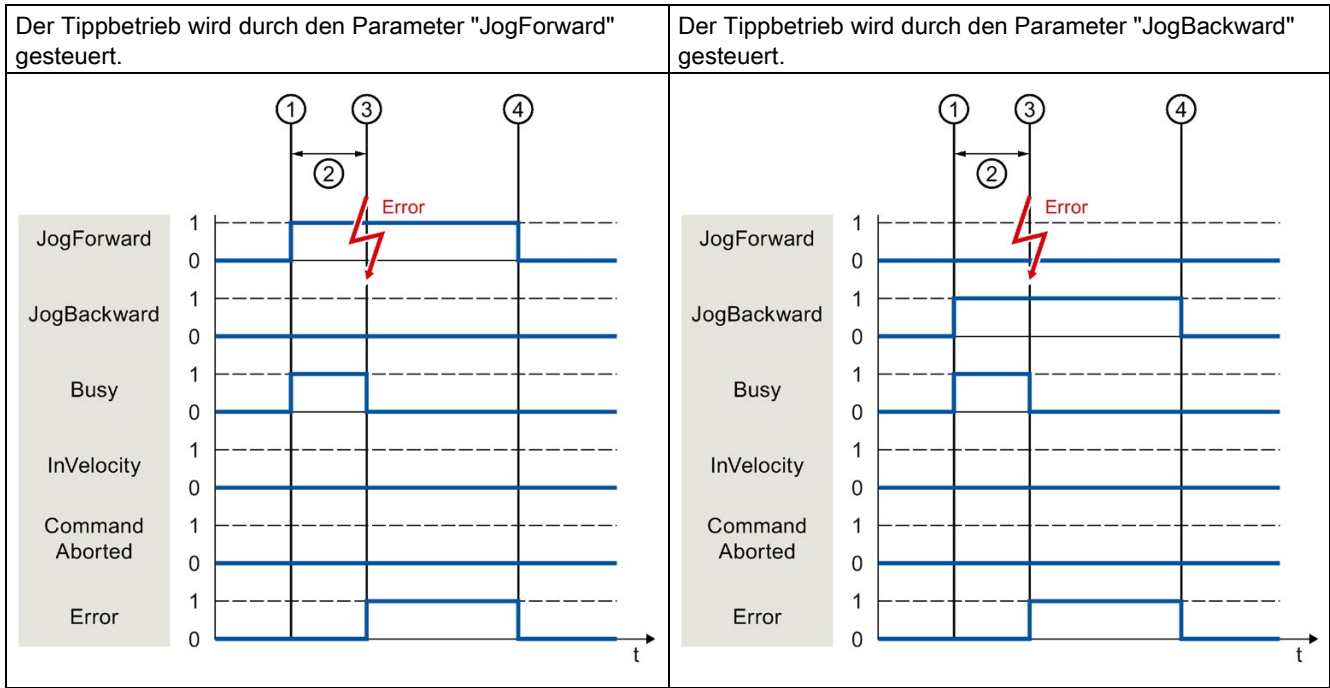 Der Tippbetrieb wird durch den Parameter "JogForward"
gesteuert.
1 3 4
2
Error
JogForward 1
0
JogBackward 1
0
Busy 1
0
InVelocity 1
0
Command
Aborted
1
0
Error 1
0
t
Der Tippbetrieb wird durch den Parameter "JogBackward"
gesteuert.
1 3 4
2
Error
JogForward 1
0
JogBackward 1
0
Busy 1
0
InVelocity 1
0
Command
Aborted
1
0
Error 1
0
t